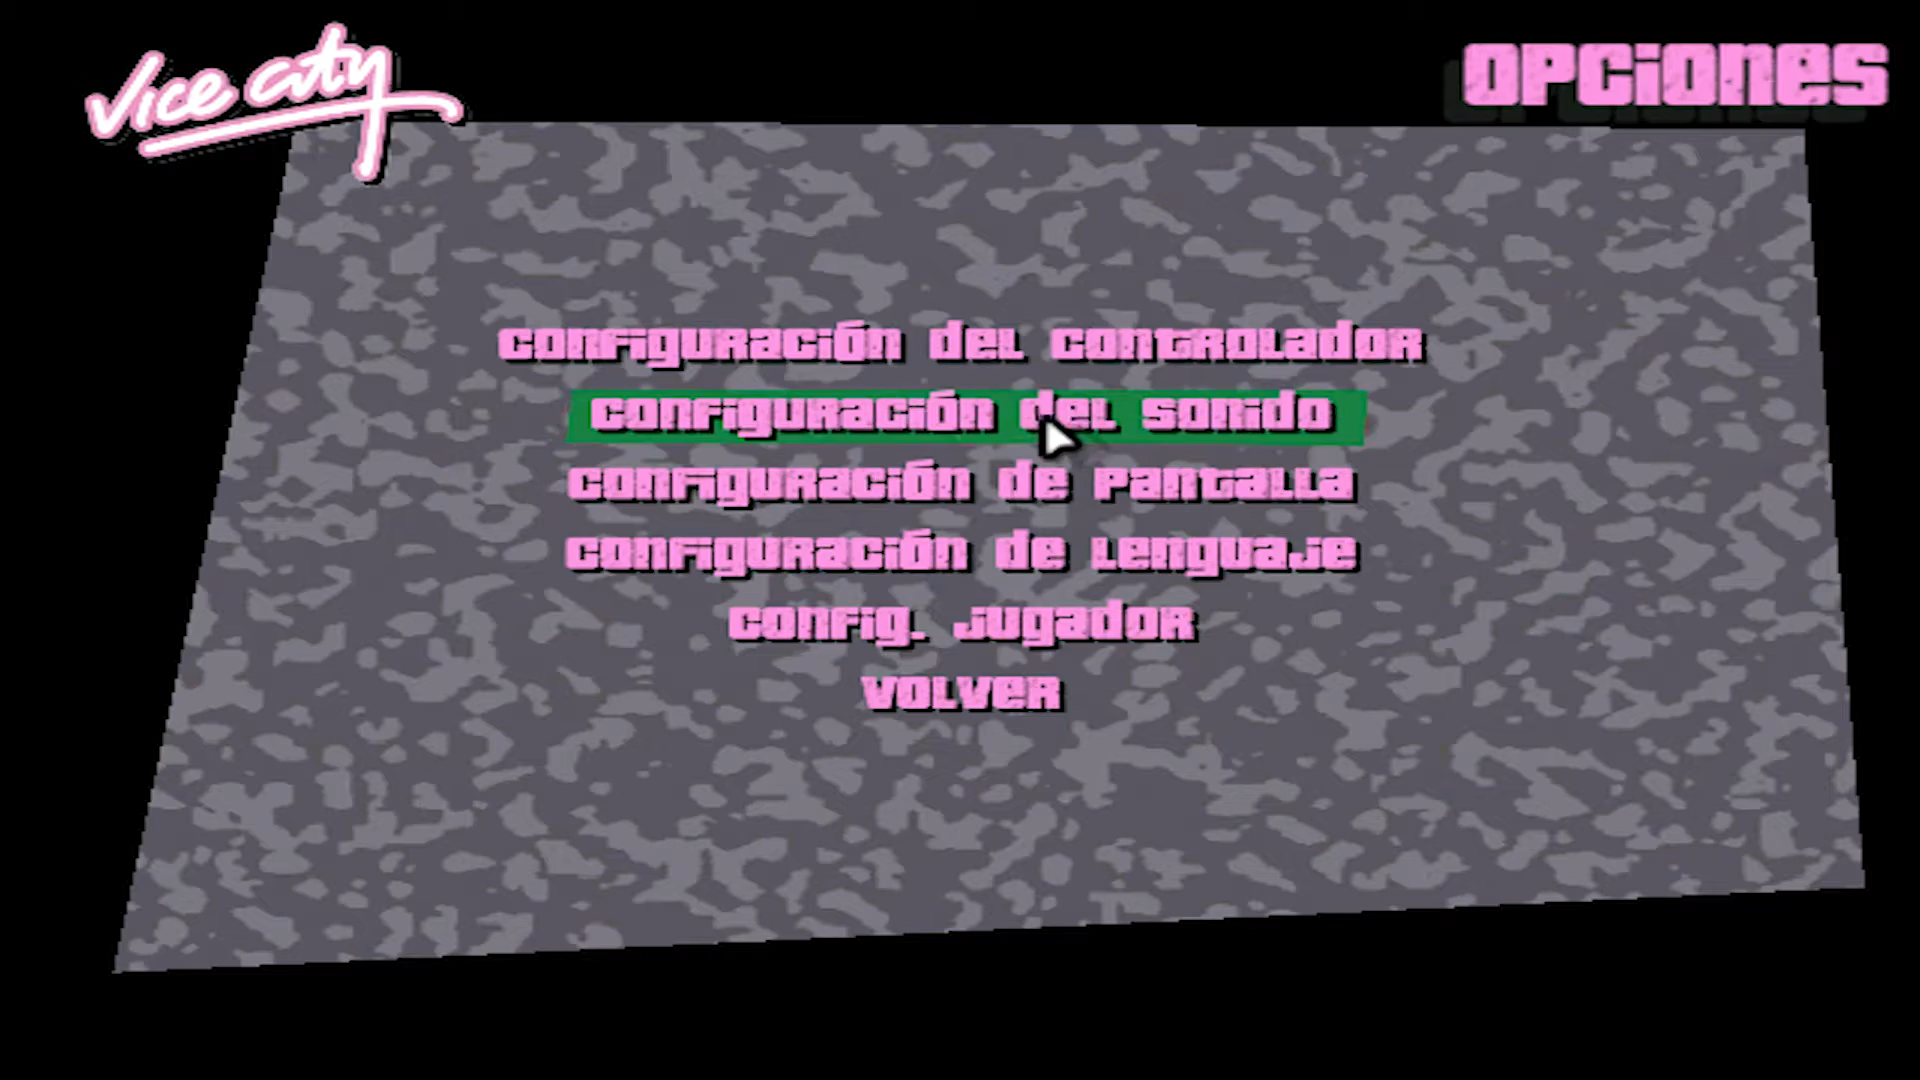 Vice City
OPCIONES
CONFIGURACIÓN DEL CONTROLADOR
CONFIGURACIÓN DEL SONIDO
CONFIGURACIÓN DE PANTALLA
CONFIGURACIÓN DE LENGUAJE
CONFIG. JUGADOR
VOLVER